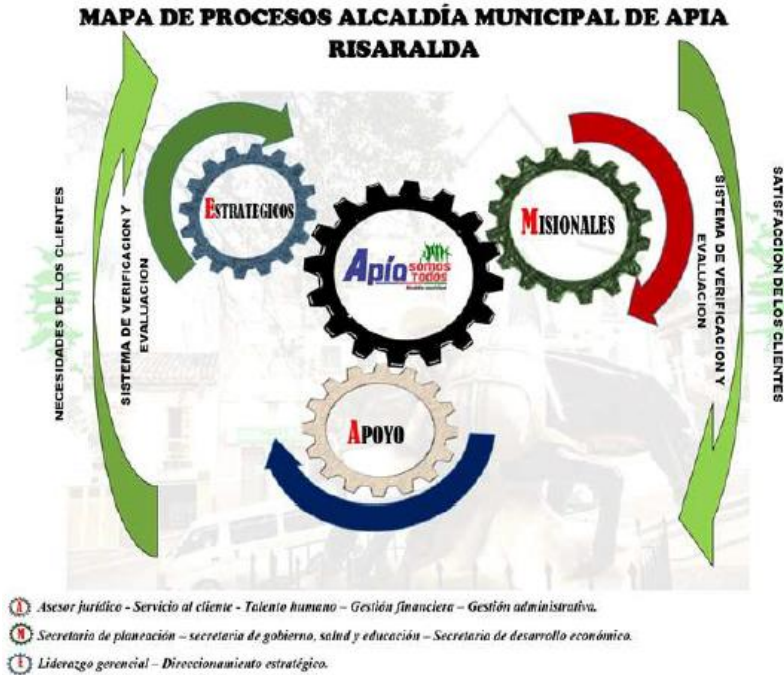 MAPA DE PROCESOS ALCALDÍA MUNICIPAL DE APIA
RISARALDA
NECESIDADES DE LOS CLIENTES
SISTEMA DE VERIFICACION Y
EVALUACION
ESTRATEGICOS
Apía
somos
TODOS
Alcaldía municipal
MISIONALES
SISTEMA DE VERIFICACION Y
EVALUACION
SATISFACCION DE LOS CLIENTES
APOYO
A Asesor jurídico - Servicio al cliente - Talento humano – Gestión financiera – Gestión administrativa.
M Secretaria de planeación – secretaria de gobierno, salud y educación – Secretaria de desarrollo económico.
E Liderazgo gerencial – Direccionamiento estratégico.